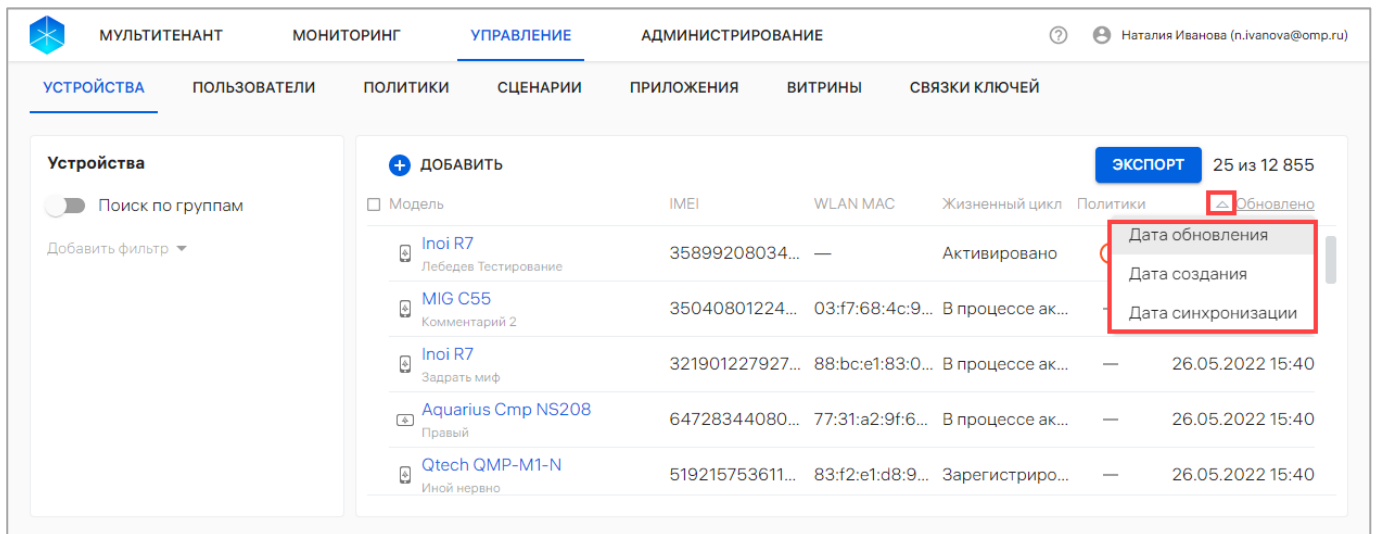 МУЛЬТИТЕНАНТ МОНИТОРИНГ УПРАВЛЕНИЕ АДМИНИСТРИРОВАНИЕ ? Наталия Иванова (n.ivanova@omp.ru)
УСТРОЙСТВА ПОЛЬЗОВАТЕЛИ ПОЛИТИКИ СЦЕНАРИИ ПРИЛОЖЕНИЯ ВИТРИНЫ СВЯЗКИ КЛЮЧЕЙ
Устройства
Поиск по группам
Добавить фильтр
ДОБАВИТЬ ЭКСПОРТ 25 из 12 855
Модель IMEI WLAN MAC Жизненный цикл Политики Обновлено
Inoi R7 35899208034... — Активировано
Лебедев Тестирование
MIG C55 35040801224... 03:f7:68:4c:9... В процессе ак... —
Комментарий 2
Inoi R7 321901227927... 88:bc:e1:83:0... В процессе ак... — 26.05.2022 15:40
Задрать миф
Aquarius Cmp NS208 64728344080... 77:31:a2:9f:6... В процессе ак... — 26.05.2022 15:40
Правый
Qtech QMP-M1-N 519215753611... 83:f2:e1:d8:9... Зарегистриро... — 26.05.2022 15:40
Иной нервно
Дата обновления
Дата создания
Дата синхронизации